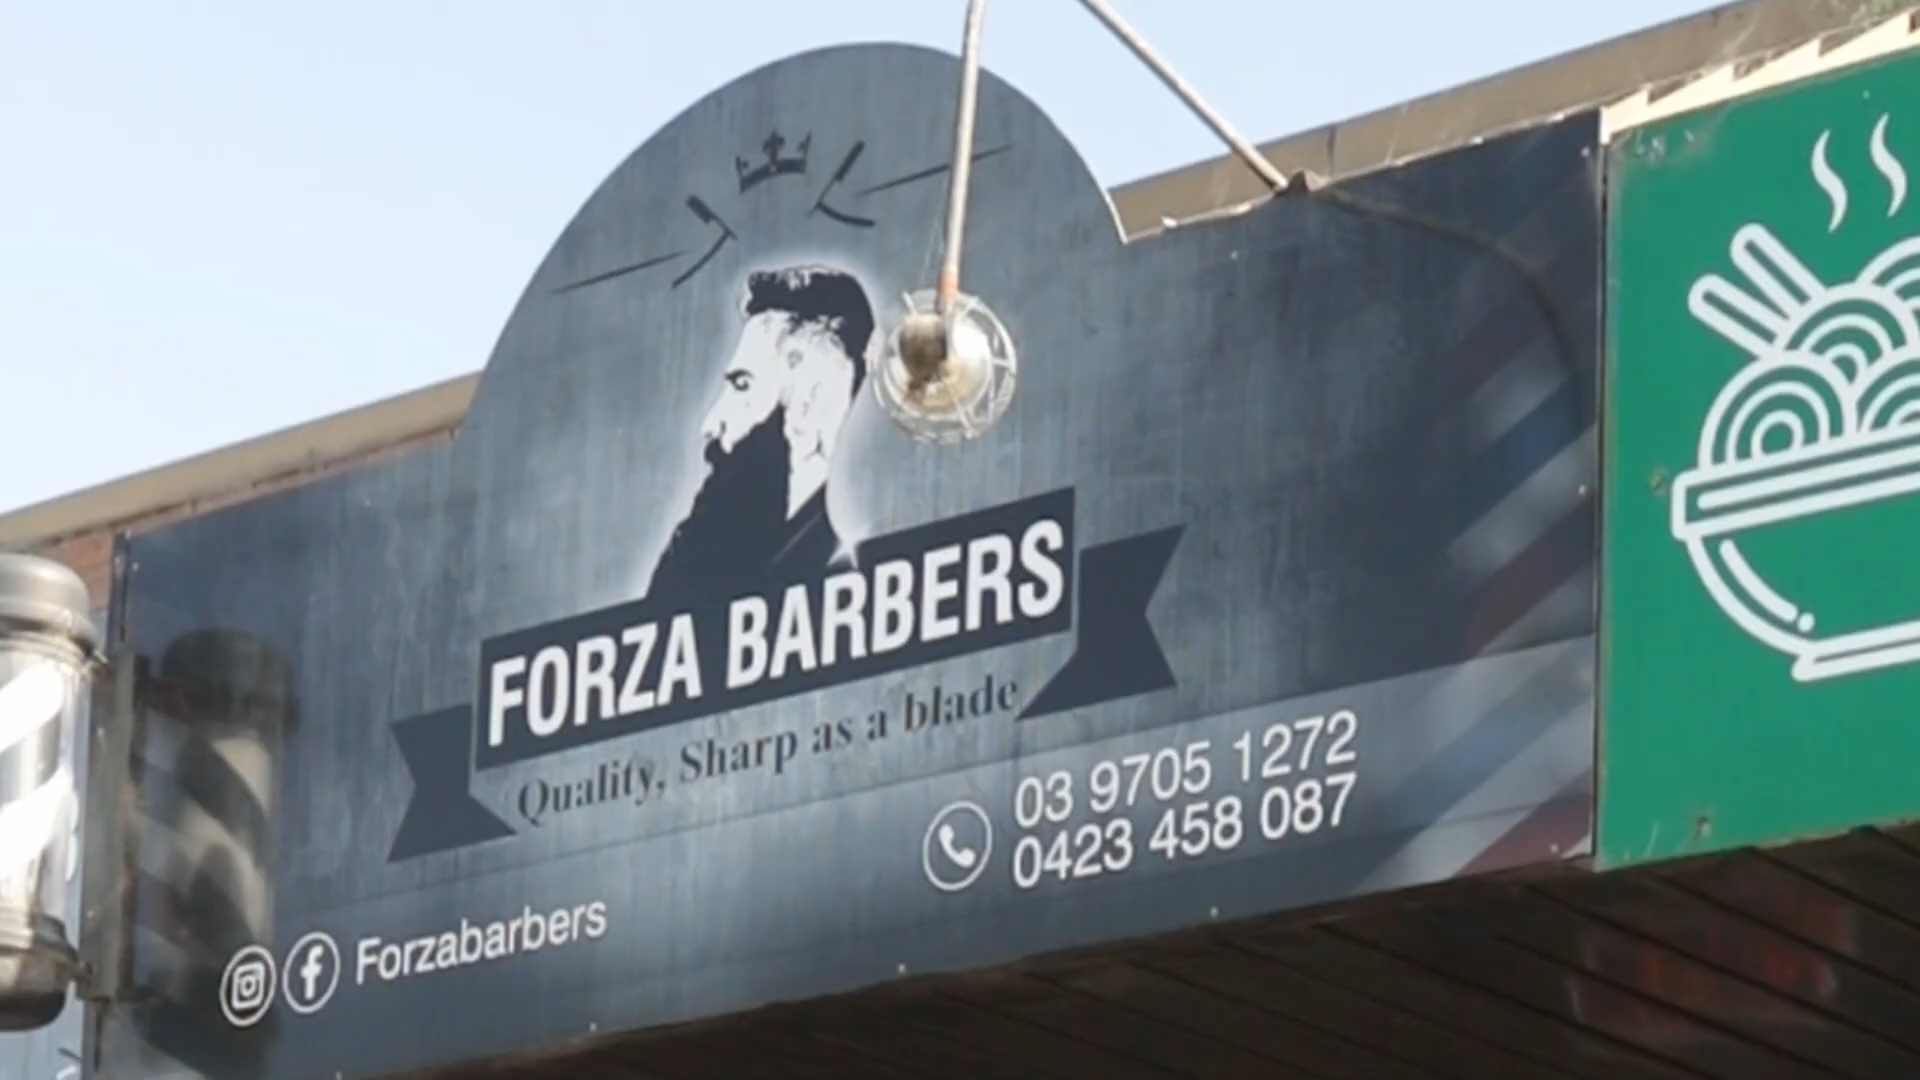 FORZA BARBERS
Quality, Sharp as a blade
03 9705 1272
0423 458 087
Forzabarbers